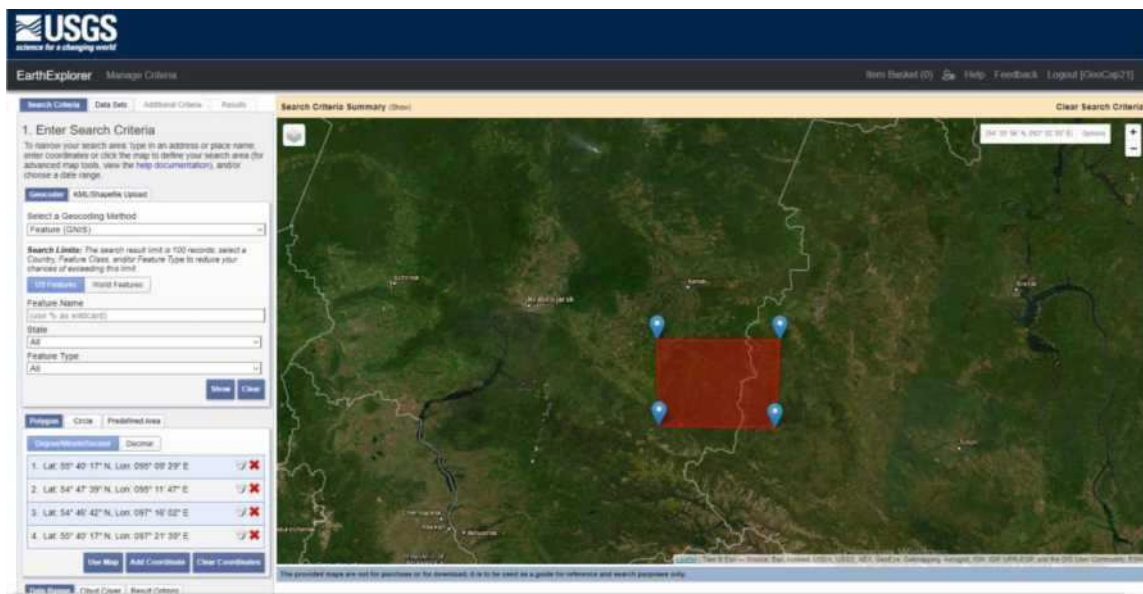 USGS
science for a changing world
EarthExplorer Manage Criteria
Item Basket (0) Help Feedback Logout [GeoCap21]
Search Criteria Data Sets Additional Criteria Results
Search Criteria Summary (Show)
Clear Search Criteria
1. Enter Search Criteria
To narrow your search area: type in an address or place name,
enter coordinates or click the map to define your search area (for
advanced map tools, view the help documentation), and/or
choose a date range.
Geocoder KML/Shapefile Upload
Select a Geocoding Method
Feature (GNIS)
Search Limits: The search result limit is 100 records; select a
Country, Feature Class, and/or Feature Type to reduce your
chances of exceeding this limit.
US Features World Features
Feature Name
(use % as wildcard)
State
All
Feature Type
All
Show Clear
Polygon Circle Predefined Area
Degree/Minute/Second Decimal
1. Lat: 55° 40' 17" N, Lon: 095° 09' 29" E
2. Lat: 54° 47' 39" N, Lon: 095° 11' 47" E
3. Lat: 54° 46' 42" N, Lon: 097° 16' 02" E
4. Lat: 55° 40' 17" N, Lon: 097° 21' 30" E
Use Map Add Coordinate Clear Coordinates
Cloud Cover Result Options
Options
+
-
Bratsk
The provided maps are not for purchase or for download; it is to be used as a guide for reference and search purposes only.